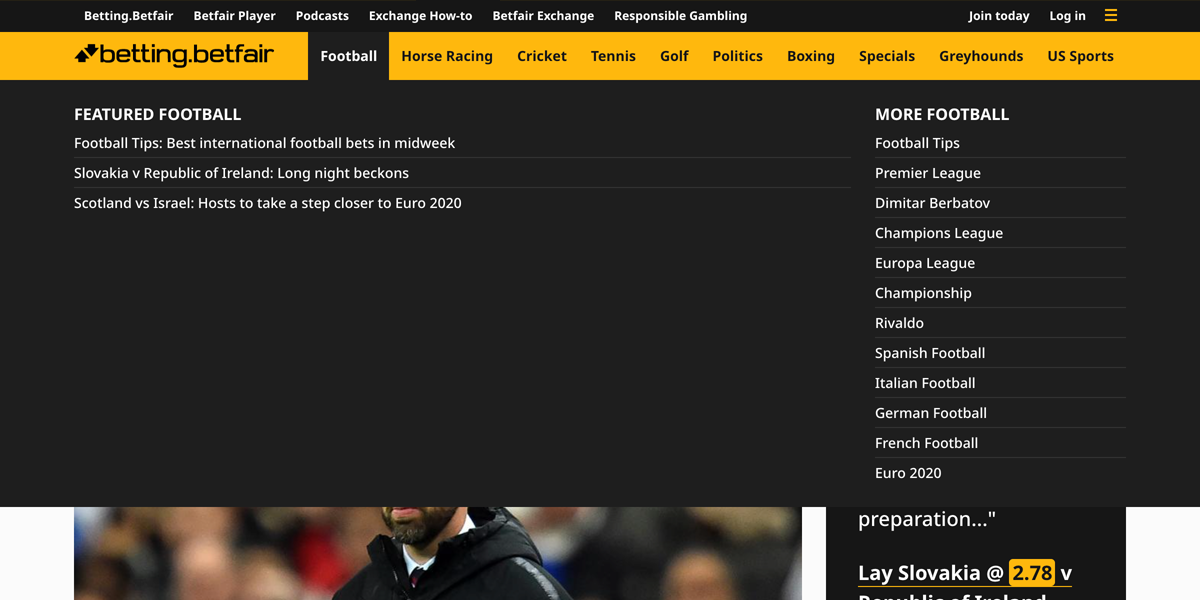 Betting.Betfair Betfair Player Podcasts Exchange How-to Betfair Exchange Responsible Gambling Join today Log in
betting.betfair Football Horse Racing Cricket Tennis Golf Politics Boxing Specials Greyhounds US Sports
FEATURED FOOTBALL
Football Tips: Best international football bets in midweek
Slovakia v Republic of Ireland: Long night beckons
Scotland vs Israel: Hosts to take a step closer to Euro 2020
MORE FOOTBALL
Football Tips
Premier League
Dimitar Berbatov
Champions League
Europa League
Championship
Rivaldo
Spanish Football
Italian Football
German Football
French Football
Euro 2020
preparation..."
Lay Slovakia @ 2.78 v
Republic of Ireland